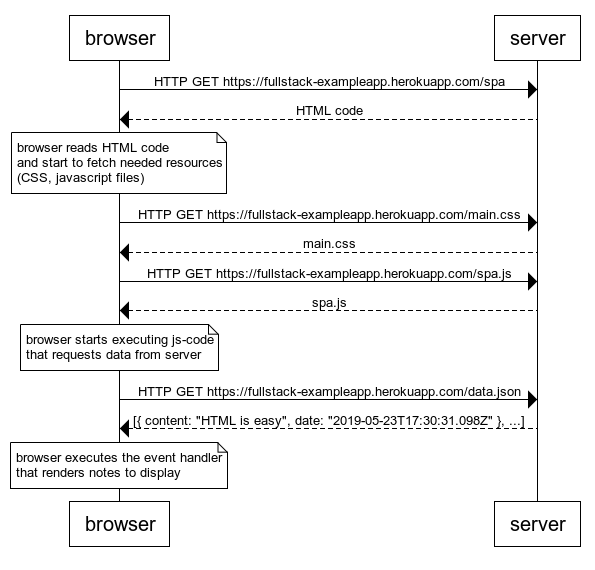 browser
server
HTTP GET https://fullstack-exampleapp.herokuapp.com/spa
HTML code
browser reads HTML code
and start to fetch needed resources
(CSS, javascript files)
HTTP GET https://fullstack-exampleapp.herokuapp.com/main.css
main.css
HTTP GET https://fullstack-exampleapp.herokuapp.com/spa.js
spa.js
browser starts executing js-code
that requests data from server
HTTP GET https://fullstack-exampleapp.herokuapp.com/data.json
[{ content: "HTML is easy", date: "2019-05-23T17:30:31.098Z" }, ...]
browser executes the event handler
that renders notes to display
browser
server